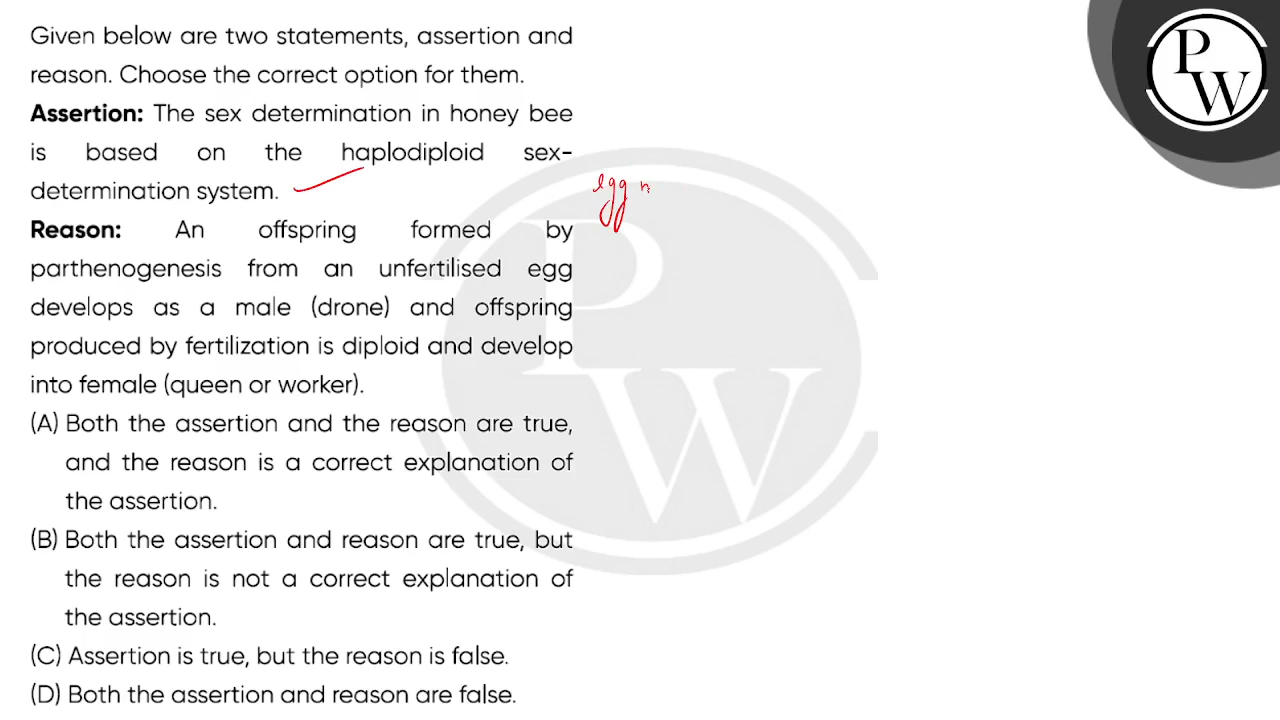 Given below are two statements, assertion and
reason. Choose the correct option for them.
Assertion: The sex determination in honey bee
is based on the haplodiploid sex-
determination system.
egg n
Reason: An offspring formed by
parthenogenesis from an unfertilised egg
develops as a male (drone) and offspring
produced by fertilization is diploid and develop
into female (queen or worker).
(A) Both the assertion and the reason are true,
and the reason is a correct explanation of
the assertion.
(B) Both the assertion and reason are true, but
the reason is not a correct explanation of
the assertion.
(C) Assertion is true, but the reason is false.
(D) Both the assertion and reason are false.
P
W
P
W